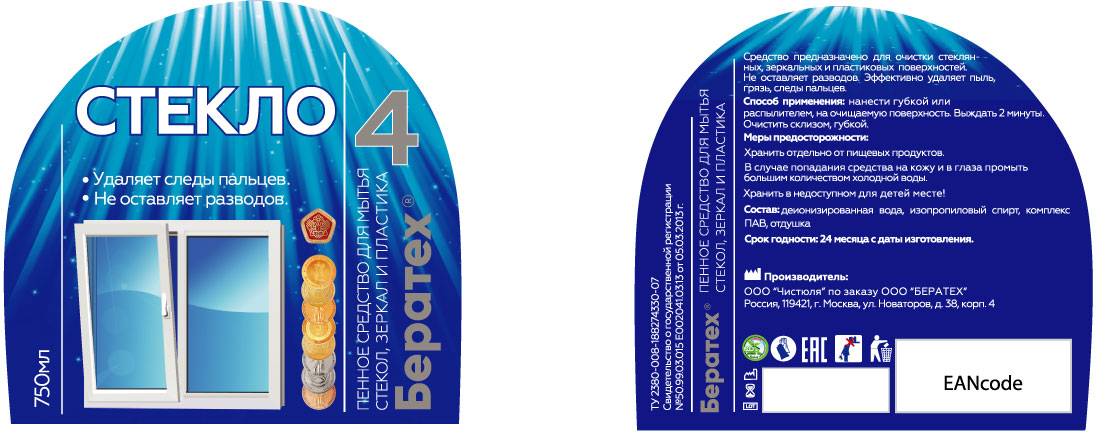 СТЕКЛО
4
• Удаляет следы пальцев.
• Не оставляет разводов.
750мл
ПЕННОЕ СРЕДСТВО ДЛЯ МЫТЬЯ
СТЕКОЛ, ЗЕРКАЛ И ПЛАСТИКА
Бератех®
ТУ 2380-008-188274330-07
Свидетельство о государственной регистрации
№50.99.03.015 Е002041.03.13 от 05.03.2013 г.
Бератех®
ПЕННОЕ СРЕДСТВО ДЛЯ МЫТЬЯ
СТЕКОЛ, ЗЕРКАЛ И ПЛАСТИКА
Средство предназначено для очистки стеклян-
ных, зеркальных и пластиковых поверхностей.
Не оставляет разводов. Эффективно удаляет пыль,
грязь, следы пальцев.
Способ применения: нанести губкой или
распылителем, на очищаемую поверхность. Выждать 2 минуты.
Очистить склизом, губкой.
Меры предосторожности:
Хранить отдельно от пищевых продуктов.
В случае попадания средства на кожу и в глаза промыть
большим количеством холодной воды.
Хранить в недоступном для детей месте!
Состав: деионизированная вода, изопропиловый спирт, комплекс
ПАВ, отдушка
Срок годности: 24 месяца с даты изготовления.
Производитель:
ООО "Чистюля" по заказу ООО "БЕРАТЕХ"
Россия, 119421, г. Москва, ул. Новаторов, д. 38, корп. 4
EAC
LOT
EANcode